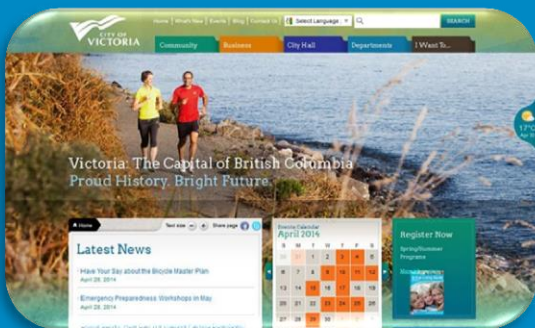 CITY OF
VICTORIA
Home What's New Events Blog Contact Us Select Language SEARCH
Community Business City Hall Departments I Want To...
17°C
Victoria: The Capital of British Columbia
Proud History. Bright Future.
Home Text size Share page
Latest News
Have Your Say about the Bicycle Master Plan
April 28, 2014
Emergency Preparedness Workshops in May
April 28, 2014
April 2014
S M T W T F S
Register Now
Spring/Summer
Programs